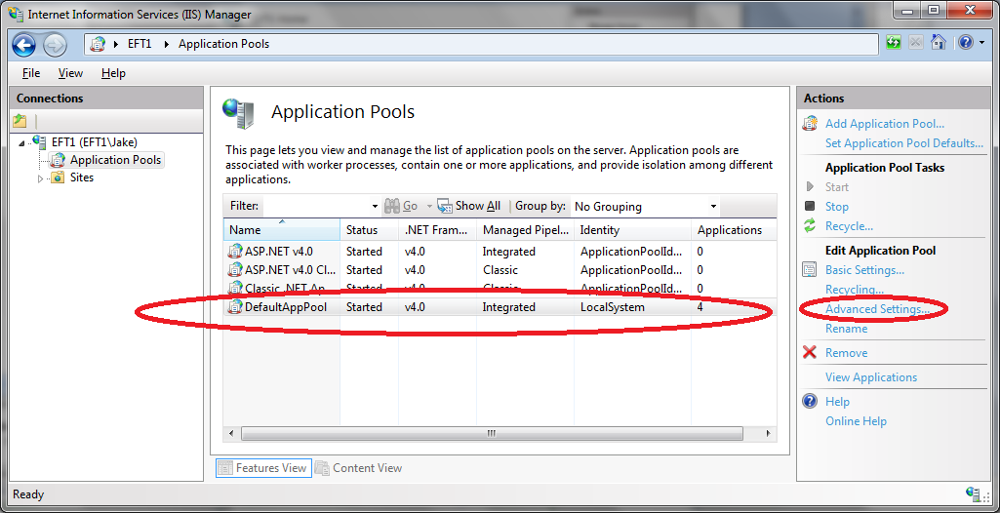 Internet Information Services (IIS) Manager
EFT1 Application Pools
File View Help
Connections
EFT1 (EFT1\Jake)
Application Pools
Sites
Application Pools
This page lets you view and manage the list of application pools on the server. Application pools are
associated with worker processes, contain one or more applications, and provide isolation among different
applications.
Filter: Go Show All Group by: No Grouping
Name Status .NET Fram... Managed Pipel... Identity Applications
ASP.NET v4.0 Started v4.0 Integrated ApplicationPoolId... 0
ASP.NET v4.0 Cl... Started v4.0 Classic ApplicationPoolId... 0
Classic .NET Ap... Started v4.0 Classic ApplicationPoolId... 0
DefaultAppPool Started v4.0 Integrated LocalSystem 4
Features View Content View
Actions
Add Application Pool...
Set Application Pool Defaults...
Application Pool Tasks
Start
Stop
Recycle...
Edit Application Pool
Basic Settings...
Recycling...
Advanced Settings...
Rename
Remove
View Applications
Help
Online Help
Ready